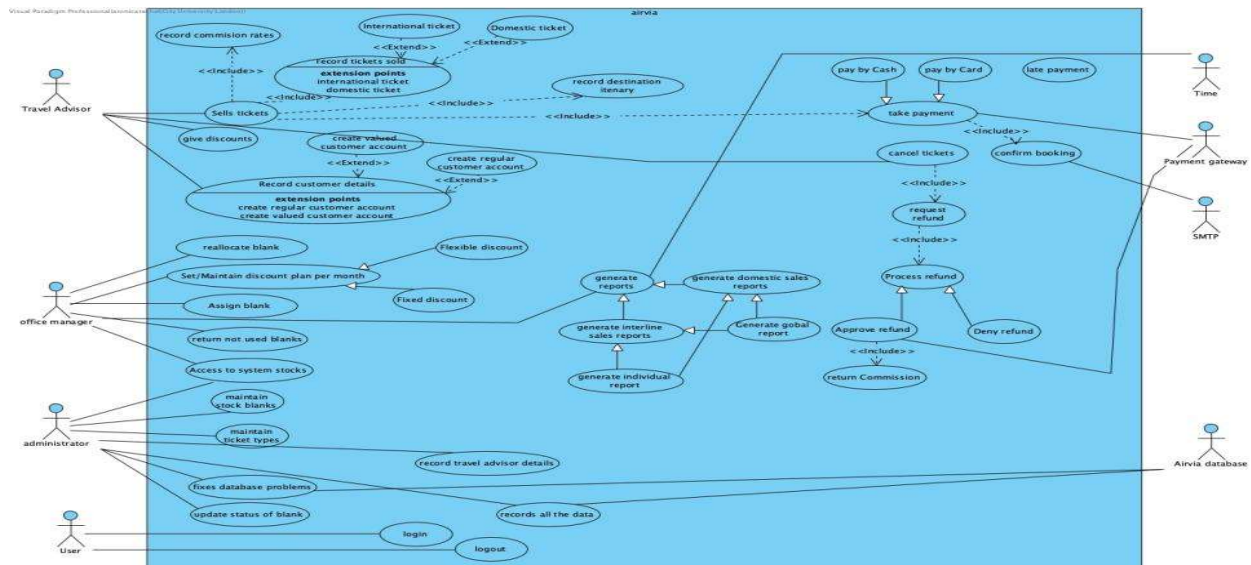 Visual Paradigm Professional
airvia
record commision rates
International ticket
Domestic ticket
<<Extend>>
<<Extend>>
record tickets sold
extension points
international ticket
domestic ticket
<<Include>>
<<Include>>
<<Include>>
<<Include>>
record destination
itenary
Travel Advisor
Sells tickets
give discounts
pay by Cash
pay by Card
late payment
take payment
<<Include>>
confirm booking
Time
Payment gateway
SMTP
create valued
customer account
create regular
customer account
<<Extend>>
<<Extend>>
Record customer details
extension points
create regular customer account
create valued customer account
cancel tickets
<<Include>>
request
refund
<<Include>>
Process refund
Approve refund
Deny refund
<<Include>>
return Commission
reallocate blank
Flexible discount
Set/Maintain discount plan per month
Fixed discount
Assign blank
office manager
return not used blanks
Access to system stocks
generate
reports
generate domestic sales
reports
generate interline
sales reports
Generate gobal
report
generate individual
report
maintain
stock blanks
administrator
maintain
ticket types
record travel advisor details
fixes database problems
update status of blank
records all the data
Airvia database
User
login
logout